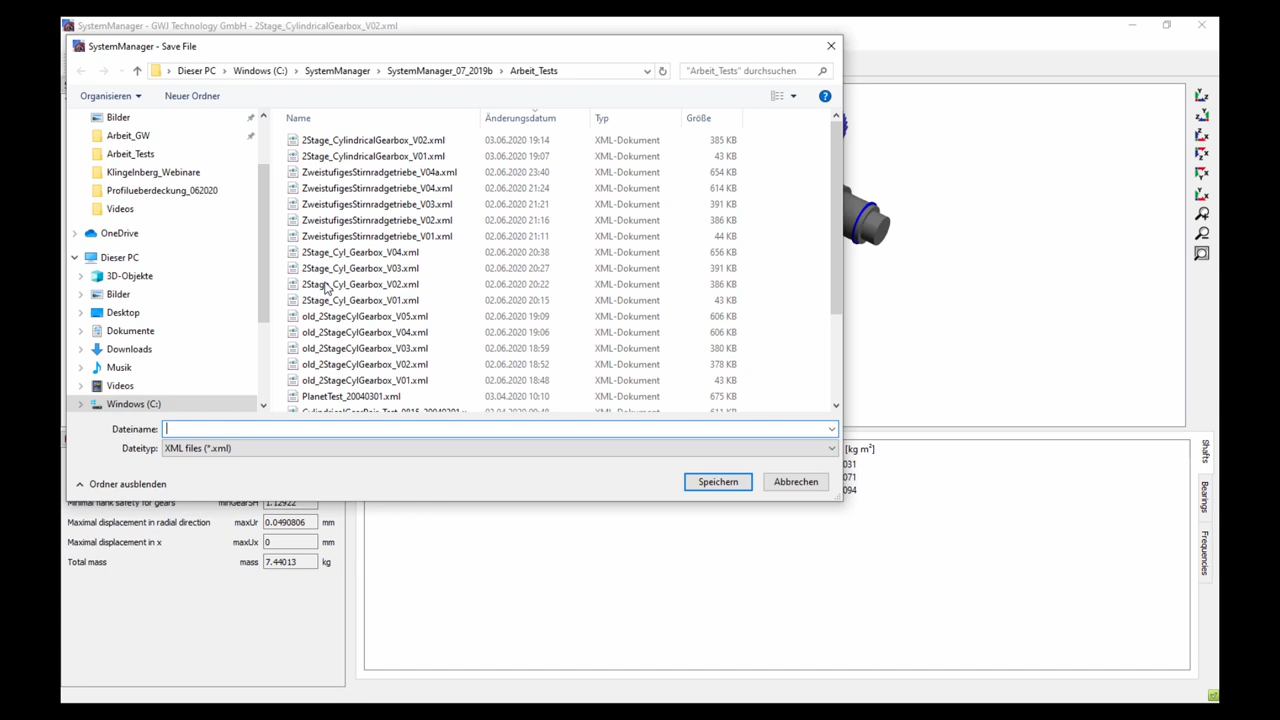 SystemManager - GWJ Technology GmbH - 2Stage_CylindricalGearbox_V02.xml
SystemManager - Save File
Dieser PC > Windows (C:) > SystemManager > SystemManager_07_2019b > Arbeit_Tests
"Arbeit_Tests" durchsuchen
Organisieren
Neuer Ordner
Bilder
Arbeit_GW
Arbeit_Tests
Klingelnberg_Webinare
Profilueberdeckung_062020
Videos
OneDrive
Dieser PC
3D-Objekte
Bilder
Desktop
Dokumente
Downloads
Musik
Videos
Windows (C:)
Name Änderungsdatum Typ Größe
2Stage_CylindricalGearbox_V02.xml 03.06.2020 19:14 XML-Dokument 385 KB
2Stage_CylindricalGearbox_V01.xml 03.06.2020 19:07 XML-Dokument 43 KB
ZweistufigesStirnradgetriebe_V04a.xml 02.06.2020 23:40 XML-Dokument 654 KB
ZweistufigesStirnradgetriebe_V04.xml 02.06.2020 21:24 XML-Dokument 614 KB
ZweistufigesStirnradgetriebe_V03.xml 02.06.2020 21:21 XML-Dokument 391 KB
ZweistufigesStirnradgetriebe_V02.xml 02.06.2020 21:16 XML-Dokument 386 KB
ZweistufigesStirnradgetriebe_V01.xml 02.06.2020 21:11 XML-Dokument 44 KB
2Stage_Cyl_Gearbox_V04.xml 02.06.2020 20:38 XML-Dokument 656 KB
2Stage_Cyl_Gearbox_V03.xml 02.06.2020 20:27 XML-Dokument 391 KB
2Stage_Cyl_Gearbox_V02.xml 02.06.2020 20:22 XML-Dokument 386 KB
2Stage_Cyl_Gearbox_V01.xml 02.06.2020 20:15 XML-Dokument 43 KB
old_2StageCylGearbox_V05.xml 02.06.2020 19:09 XML-Dokument 606 KB
old_2StageCylGearbox_V04.xml 02.06.2020 19:06 XML-Dokument 606 KB
old_2StageCylGearbox_V03.xml 02.06.2020 18:59 XML-Dokument 380 KB
old_2StageCylGearbox_V02.xml 02.06.2020 18:52 XML-Dokument 378 KB
old_2StageCylGearbox_V01.xml 02.06.2020 18:48 XML-Dokument 43 KB
PlanetTest_20040301.xml 03.04.2020 10:10 XML-Dokument 675 KB
Dateiname:
Dateityp: XML files (*.xml)
Ordner ausblenden
Speichern
Abbrechen
[kg m²]
031
071
094
Shafts
Bearings
Frequencies
Minimal flank safety for gears minGearSH 1.12922
Maximal displacement in radial direction maxUr 0.0490806 mm
Maximal displacement in x maxUx 0 mm
Total mass mass 7.44013 kg